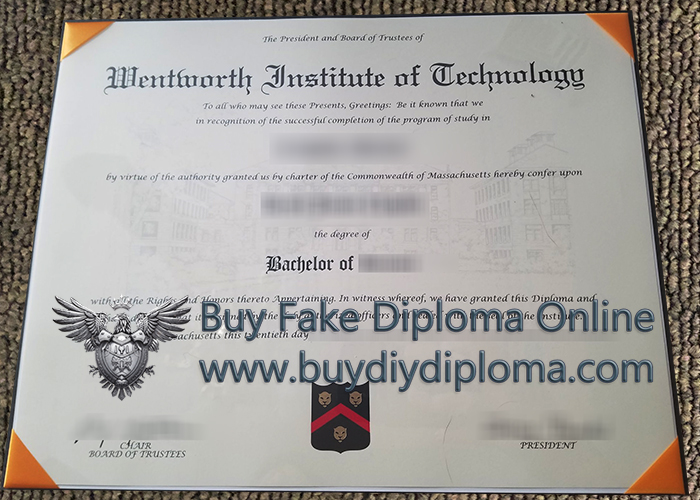 The President and Board of Trustees of
Wentworth Institute of Technology
To all who may see these Presents, Greetings: Be it known that we
in recognition of the successful completion of the program of study in
by virtue of the authority granted us by charter of the Commonwealth of Massachusetts hereby confer upon
the degree of
Bachelor of
with all the Rights and Honors thereto Appertaining. In witness whereof, we have granted this Diploma and
Buy Fake Diploma Online
this twentieth day
www.buydiydiploma.com
CHAIR
BOARD OF TRUSTEES
PRESIDENT